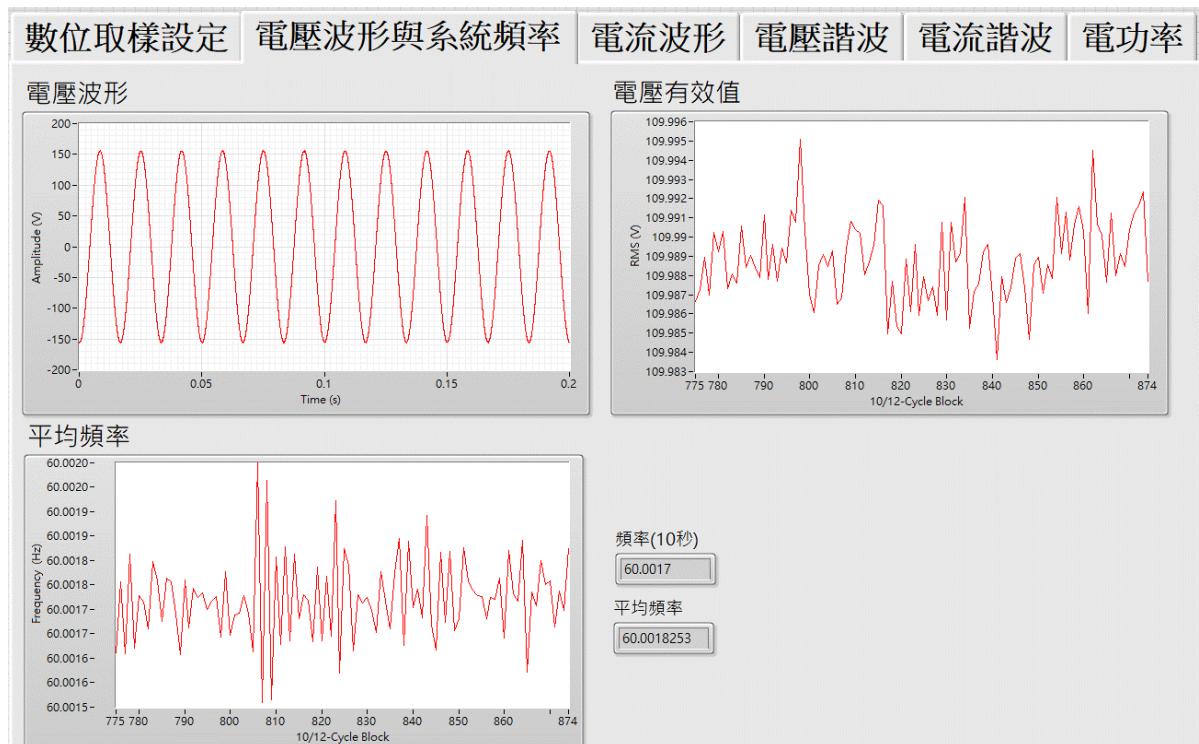 數位取樣設定 電壓波形與系統頻率 電流波形 電壓諧波 電流諧波 電功率
電壓波形
200
150
100
50
0
-50
-100
-150
-200
Amplitude (V)
0 0.05 0.1 0.15 0.2
Time (s)
電壓有效值
109.996
109.995
109.994
109.993
109.992
109.991
109.99
109.989
109.988
109.987
109.986
109.985
109.984
109.983
RMS (V)
775 780 790 800 810 820 830 840 850 860 874
10/12-Cycle Block
平均頻率
60.0020
60.0020
60.0019
60.0019
60.0018
60.0018
60.0017
60.0017
60.0016
60.0016
60.0015
Frequency (Hz)
775 780 790 800 810 820 830 840 850 860 874
10/12-Cycle Block
頻率(10秒)
60.0017
平均頻率
60.0018253